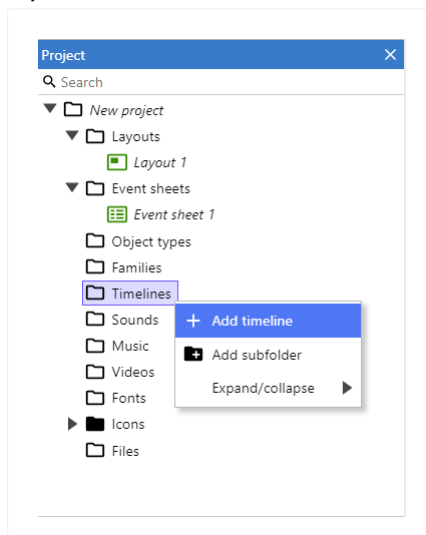 Project
Search
New project
Layouts
Layout 1
Event sheets
Event sheet 1
Object types
Families
Timelines
Sounds
Add timeline
Music
Add subfolder
Videos
Fonts
Expand/collapse
Icons
Files